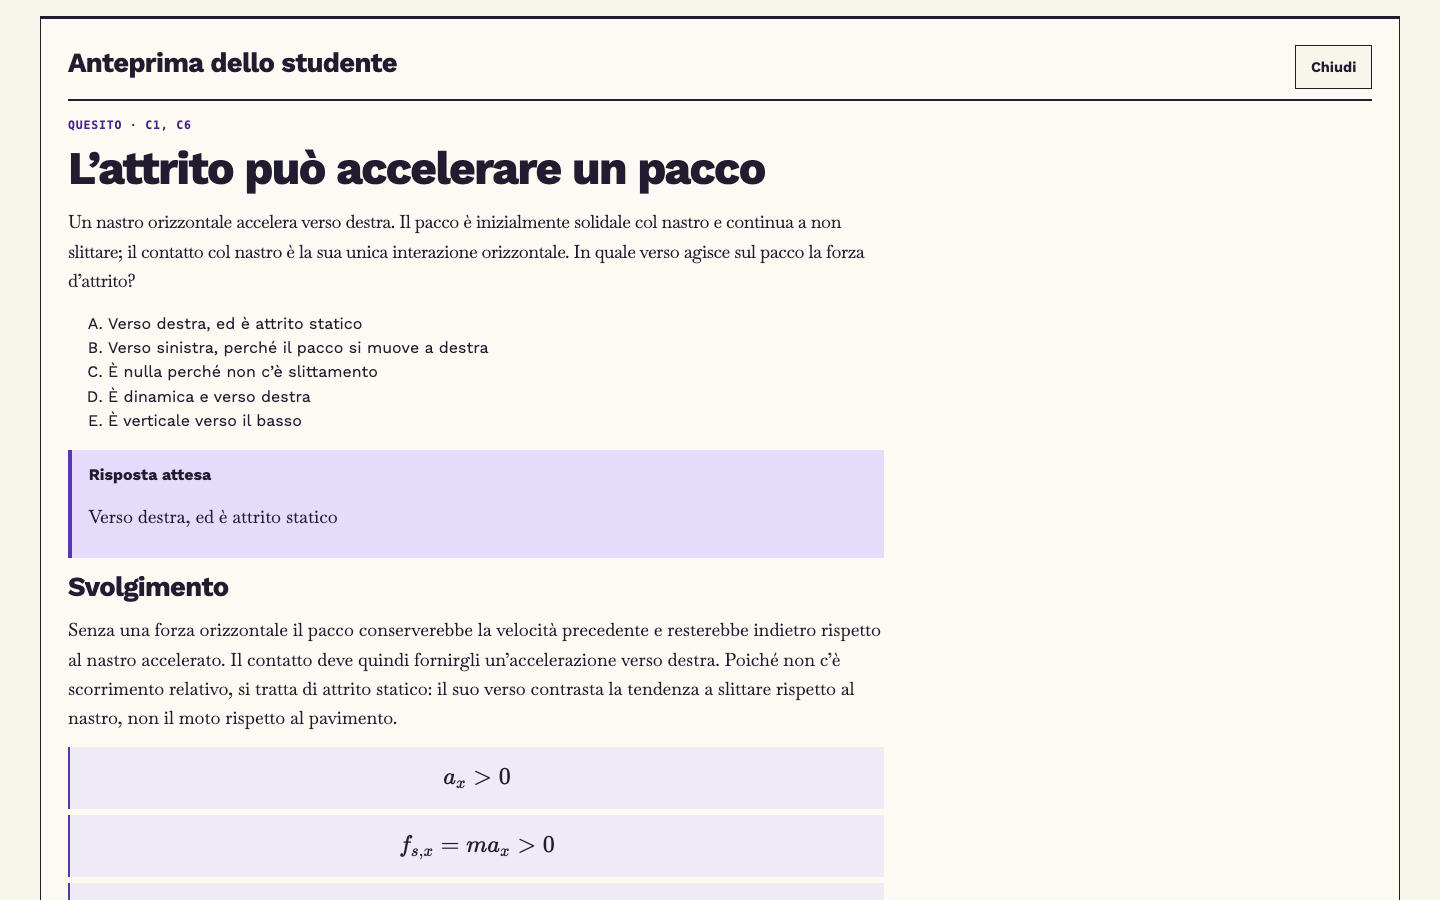 Anteprima dello studente
Chiudi
QUESITO · C1, C6
L’attrito può accelerare un pacco
Un nastro orizzontale accelera verso destra. Il pacco è inizialmente solidale col nastro e continua a non
slittare; il contatto col nastro è la sua unica interazione orizzontale. In quale verso agisce sul pacco la forza
d’attrito?
A. Verso destra, ed è attrito statico
B. Verso sinistra, perché il pacco si muove a destra
C. È nulla perché non c’è slittamento
D. È dinamica e verso destra
E. È verticale verso il basso
Risposta attesa
Verso destra, ed è attrito statico
Svolgimento
Senza una forza orizzontale il pacco conserverebbe la velocità precedente e resterebbe indietro rispetto
al nastro accelerato. Il contatto deve quindi fornirgli un’accelerazione verso destra. Poiché non c’è
scorrimento relativo, si tratta di attrito statico: il suo verso contrasta la tendenza a slittare rispetto al
nastro, non il moto rispetto al pavimento.
a_x > 0
f_{s,x} = ma_x > 0